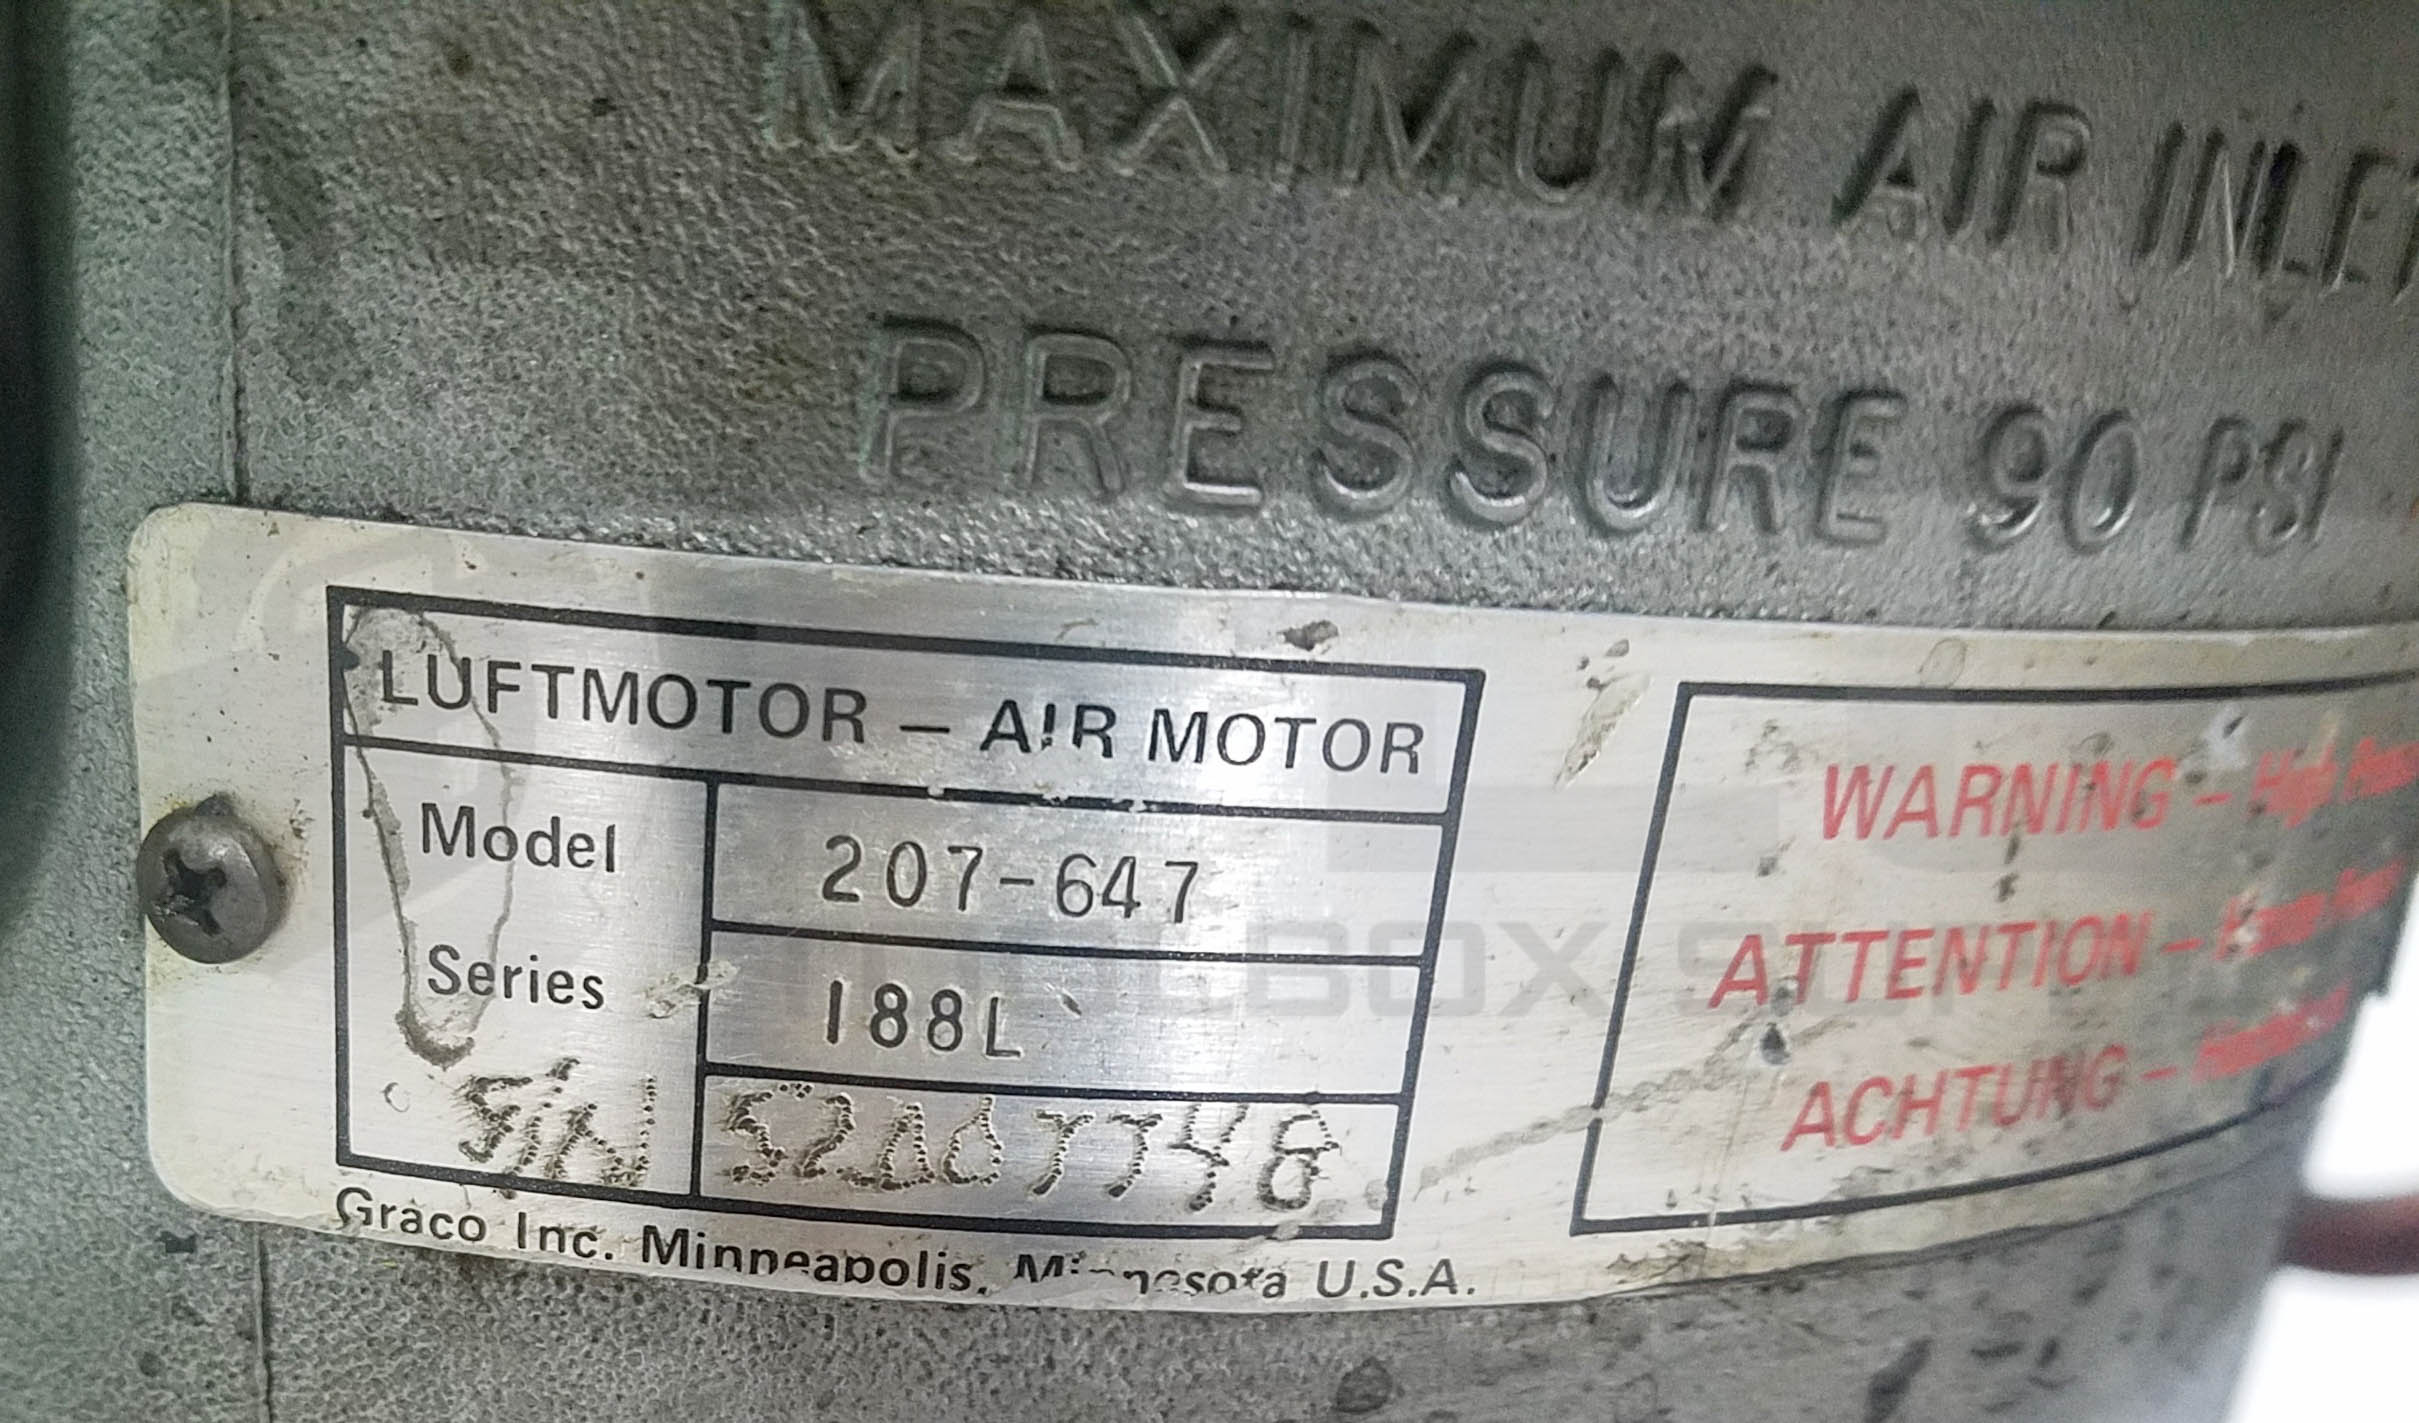 MAXIMUM AIR INLET
PRESSURE 90 PSI
LUFTMOTOR – AIR MOTOR
Model 207-647
Series 188L
S/N
Graco Inc. Minneapolis, Minnesota U.S.A.
WARNING – High
ATTENTION –
ACHTUNG –